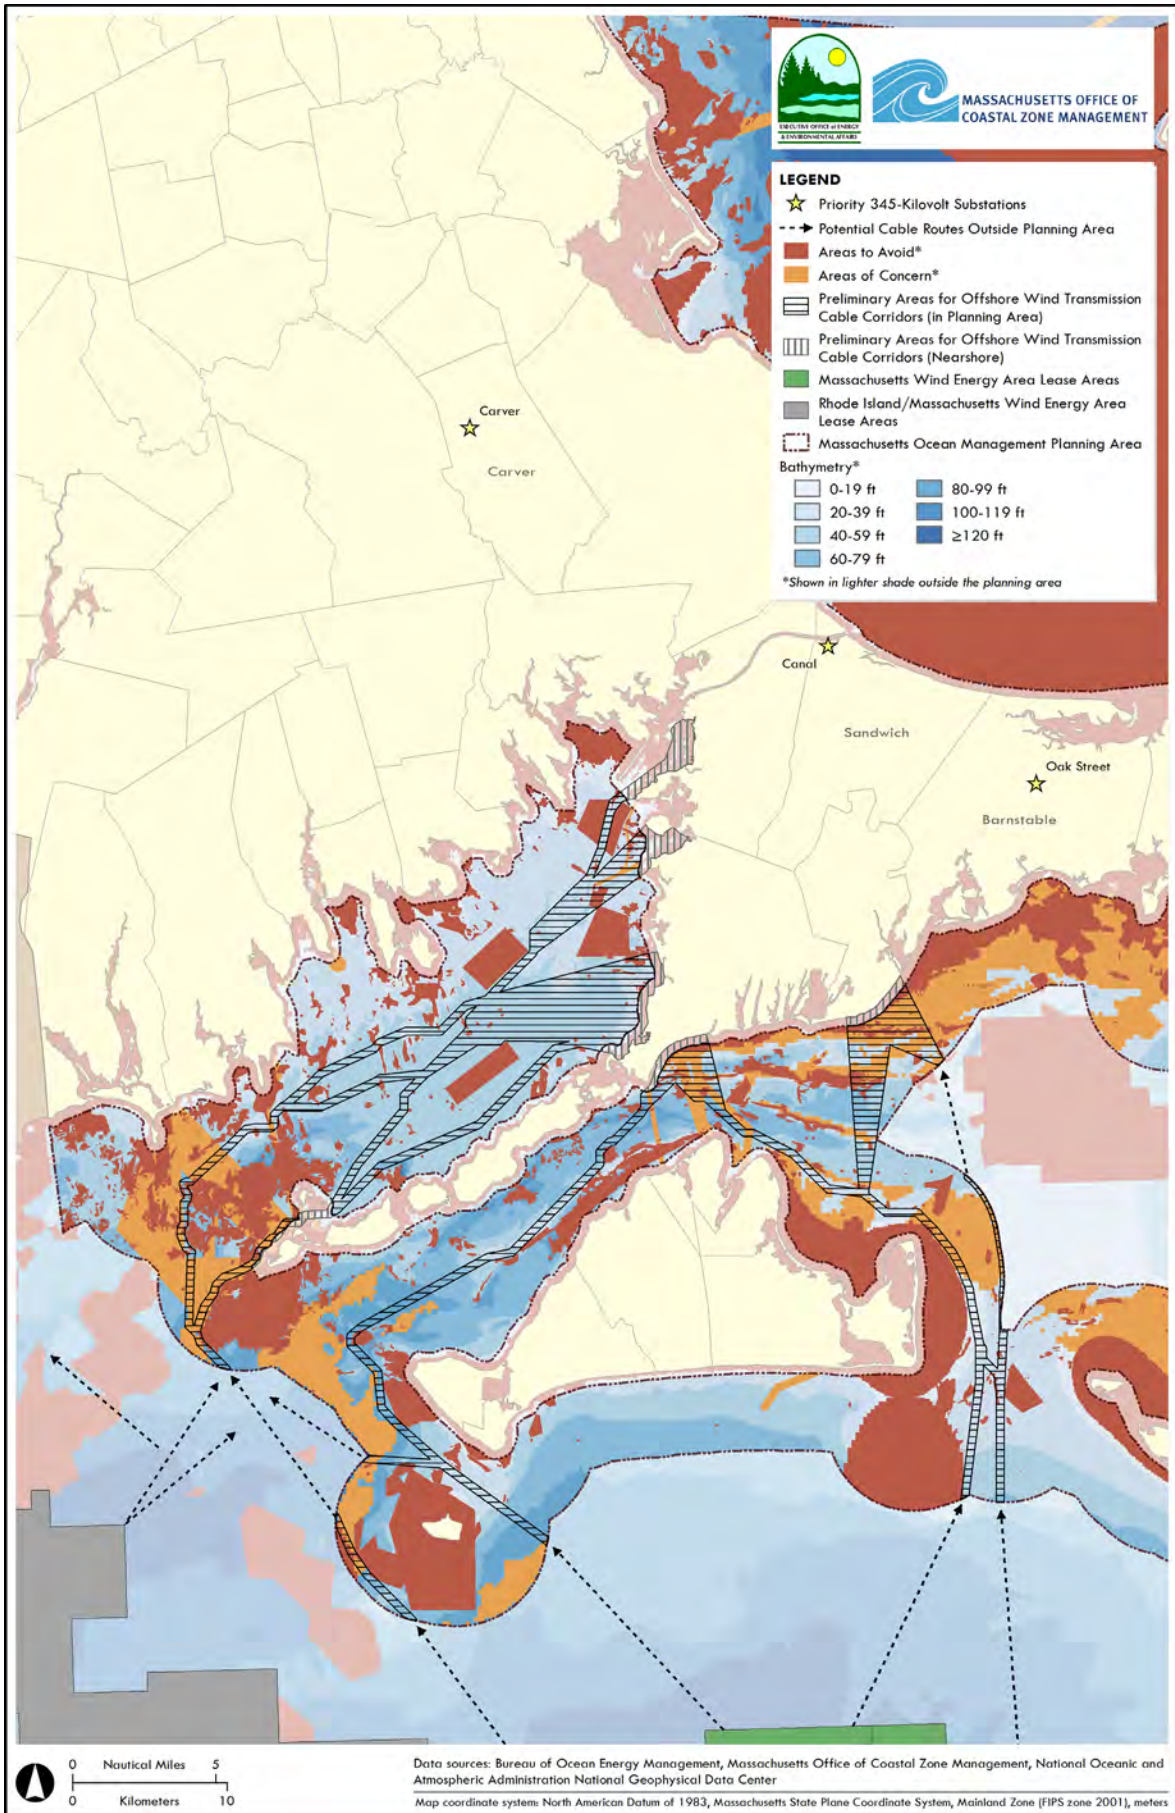 EXECUTIVE OFFICE of ENERGY
& ENVIRONMENTAL AFFAIRS
MASSACHUSETTS OFFICE OF
COASTAL ZONE MANAGEMENT
LEGEND
Priority 345-Kilovolt Substations
Potential Cable Routes Outside Planning Area
Areas to Avoid*
Areas of Concern*
Preliminary Areas for Offshore Wind Transmission
Cable Corridors (in Planning Area)
Preliminary Areas for Offshore Wind Transmission
Cable Corridors (Nearshore)
Massachusetts Wind Energy Area Lease Areas
Rhode Island/Massachusetts Wind Energy Area
Lease Areas
Massachusetts Ocean Management Planning Area
Bathymetry*
0-19 ft
20-39 ft
40-59 ft
60-79 ft
80-99 ft
100-119 ft
≥120 ft
*Shown in lighter shade outside the planning area
Carver
Carver
Canal
Sandwich
Oak Street
Barnstable
0 Nautical Miles 5
0 Kilometers 10
Data sources: Bureau of Ocean Energy Management, Massachusetts Office of Coastal Zone Management, National Oceanic and
Atmospheric Administration National Geophysical Data Center
Map coordinate system: North American Datum of 1983, Massachusetts State Plane Coordinate System, Mainland Zone (FIPS zone 2001), meters